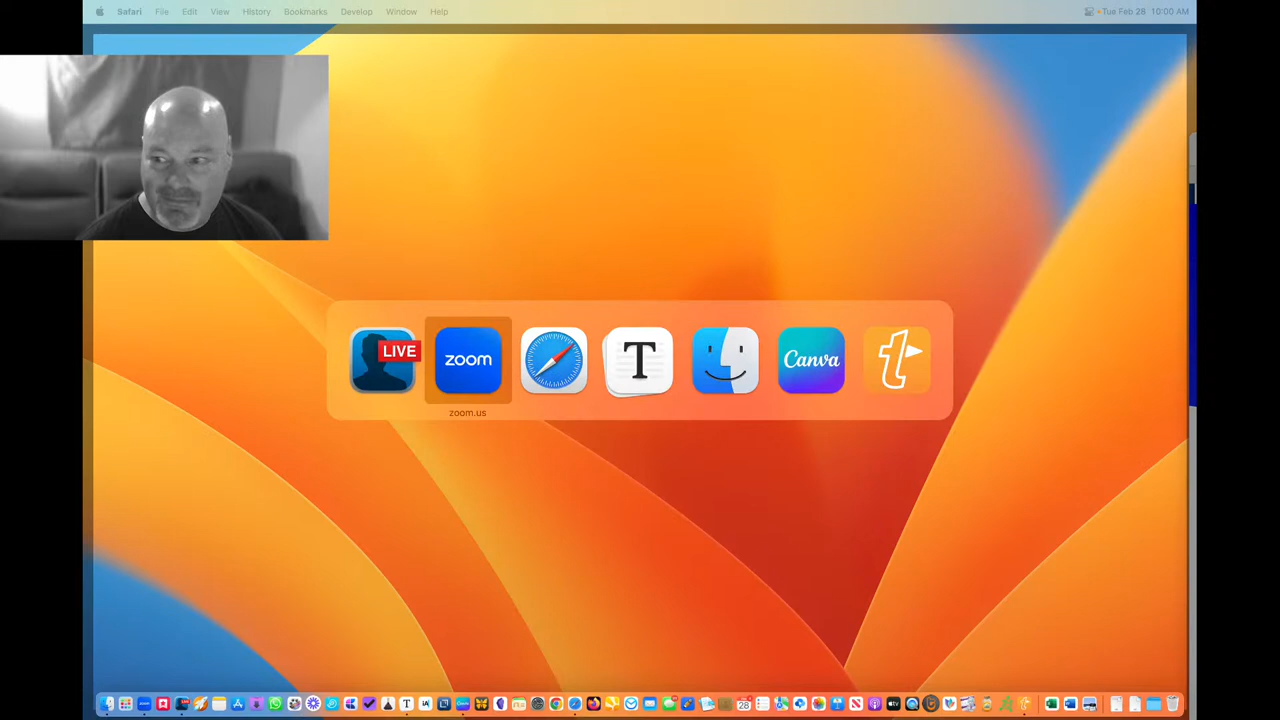 Safari File Edit View History Bookmarks Develop Window Help Tue Feb 28 10:00 AM
LIVE zoom T Canva t
zoom.us
28